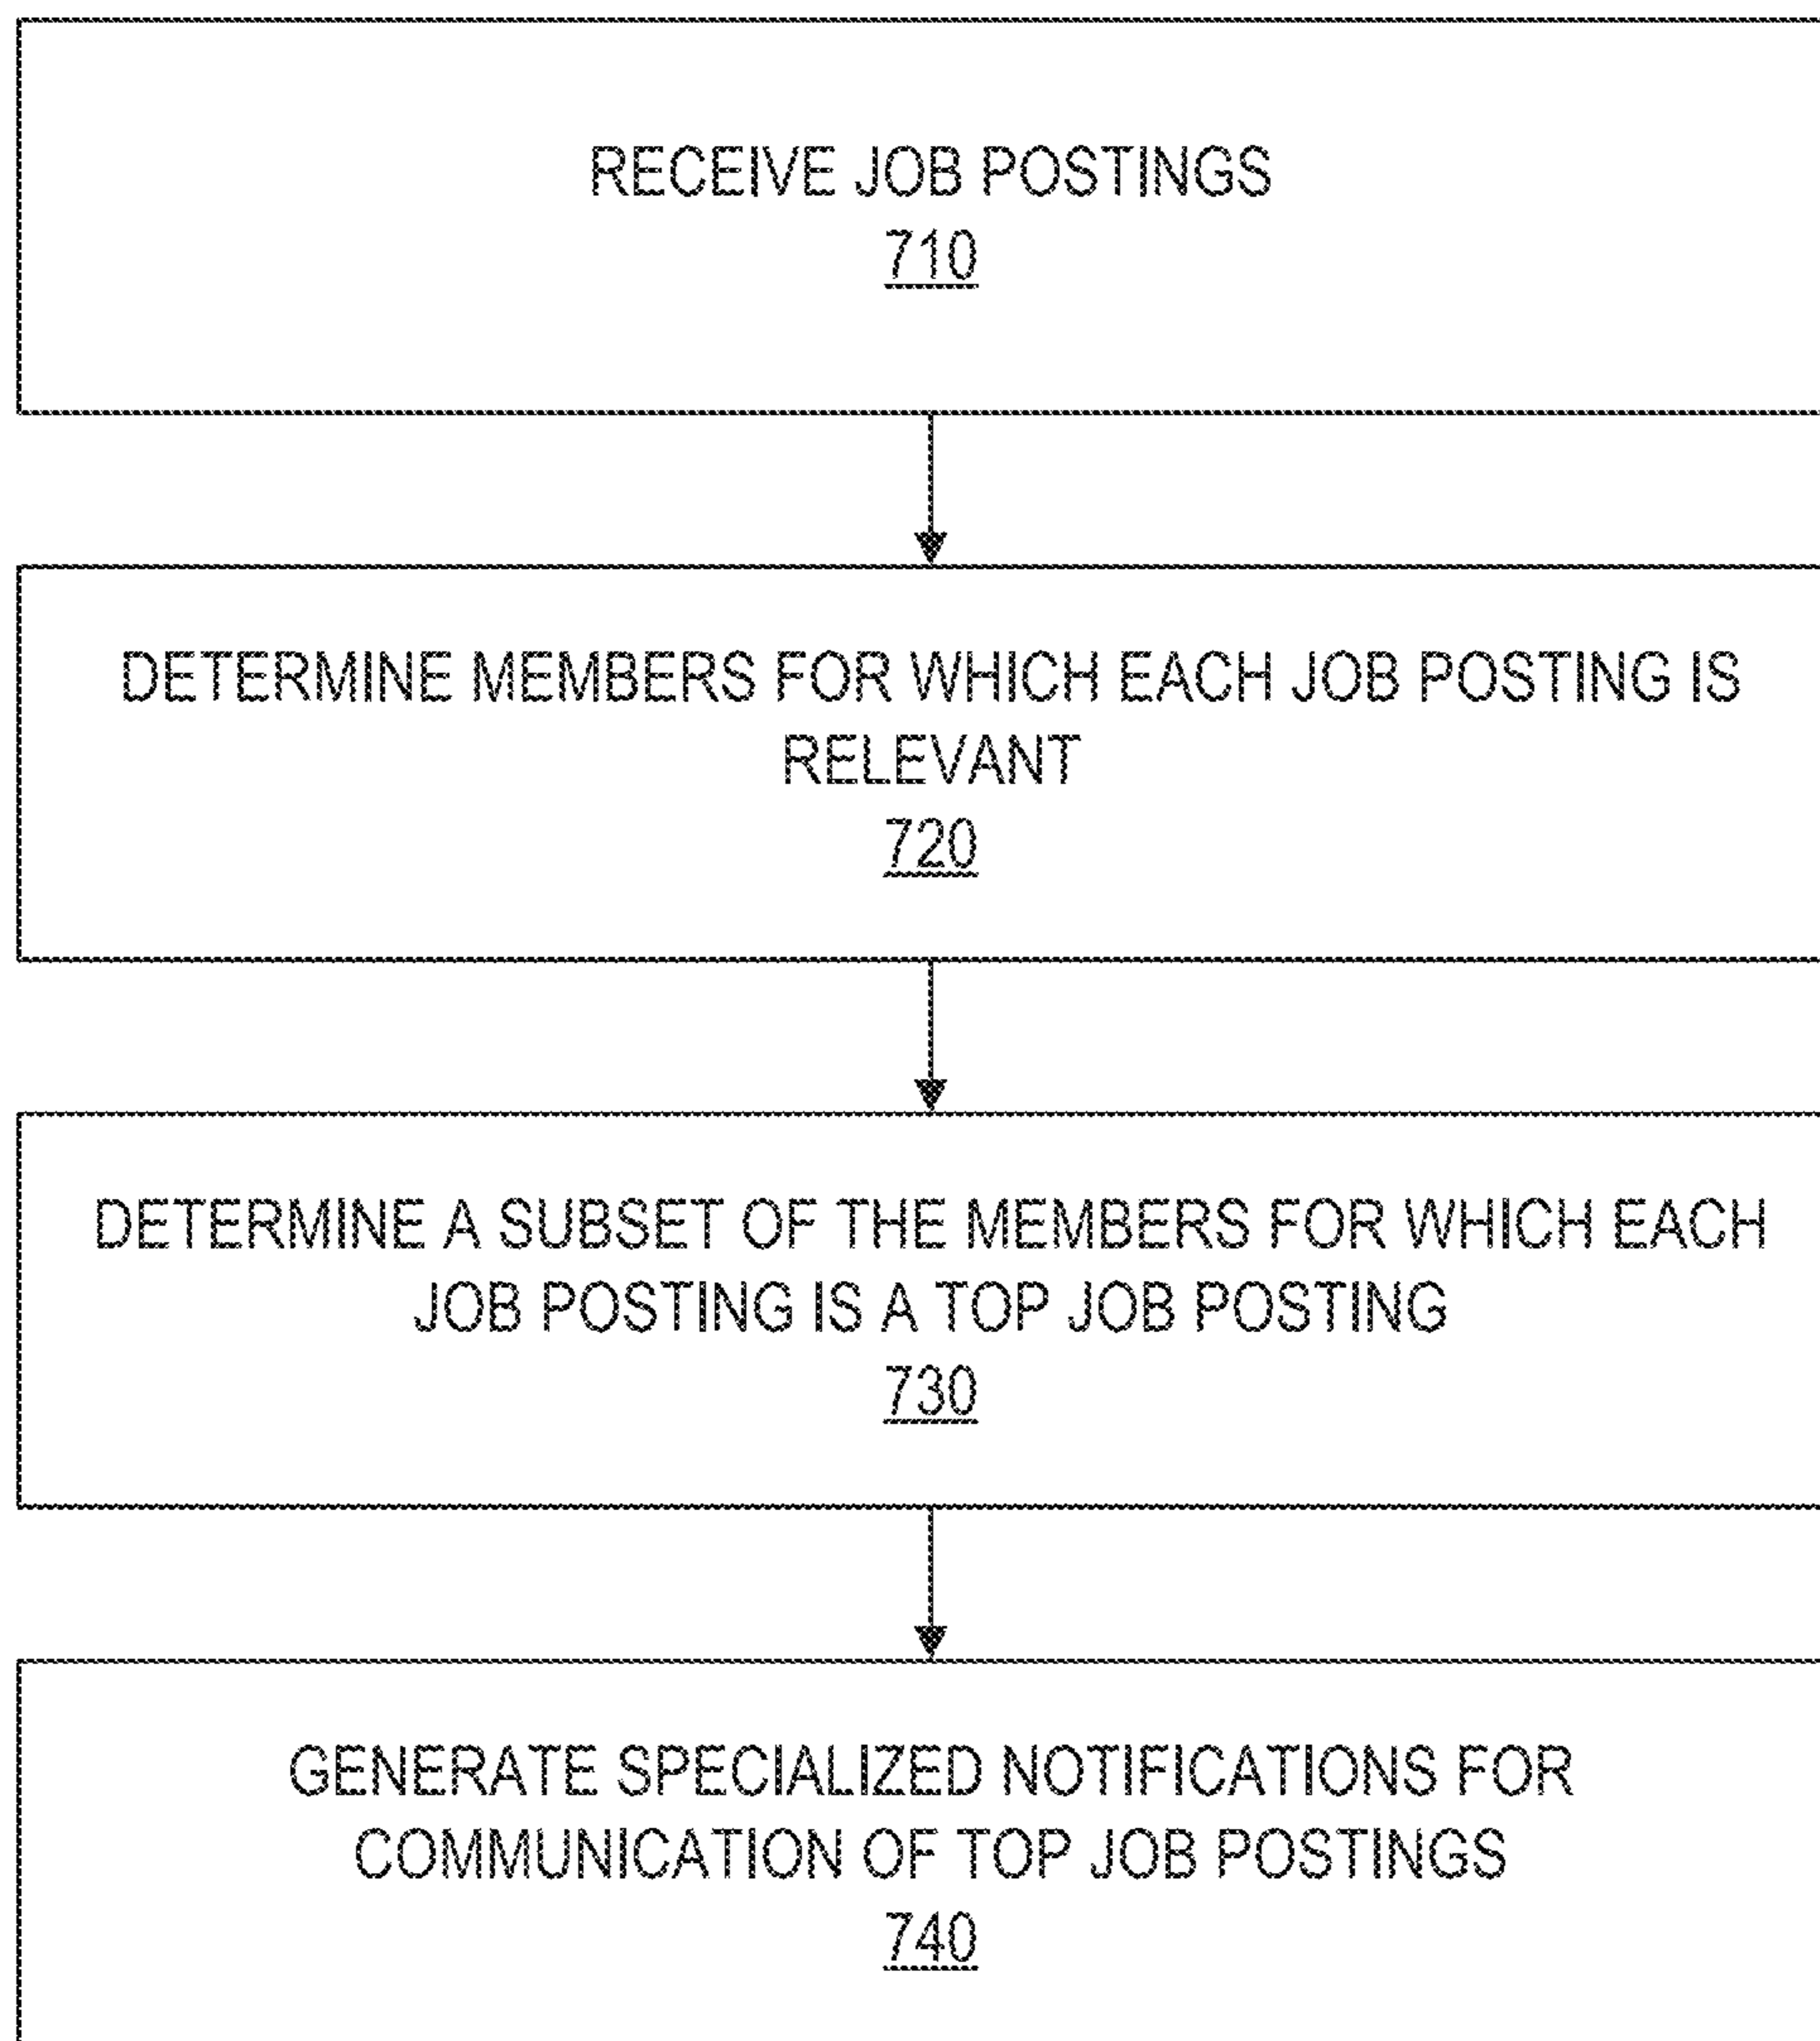 RECEIVE JOB POSTINGS
710
DETERMINE MEMBERS FOR WHICH EACH JOB POSTING IS
RELEVANT
720
DETERMINE A SUBSET OF THE MEMBERS FOR WHICH EACH
JOB POSTING IS A TOP JOB POSTING
730
GENERATE SPECIALIZED NOTIFICATIONS FOR
COMMUNICATION OF TOP JOB POSTINGS
740